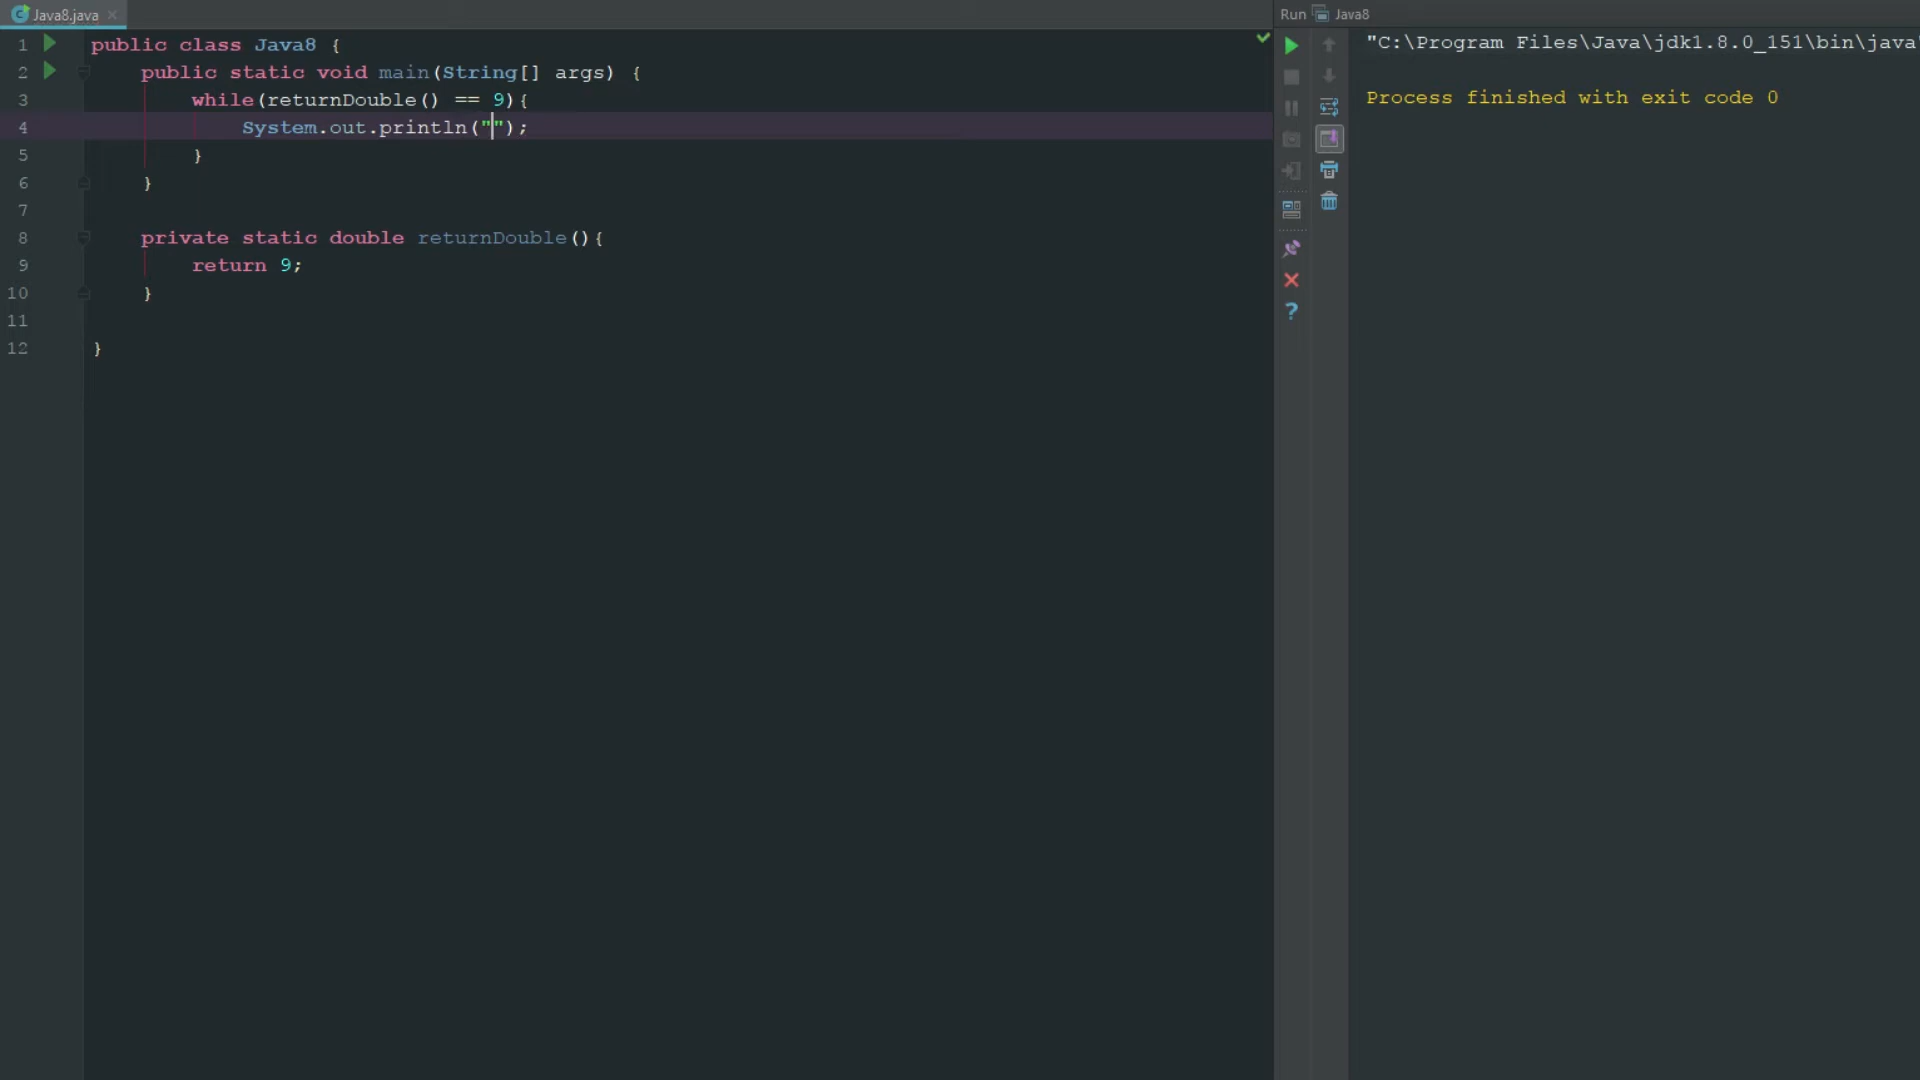 Java8.java
Run Java8
1 public class Java8 {
2 public static void main(String[] args) {
3 while(returnDouble() == 9){
4 System.out.println("");
5 }
6 }
7
8 private static double returnDouble(){
9 return 9;
10 }
11
12 }
"C:\Program Files\Java\jdk1.8.0_151\bin\java
Process finished with exit code 0